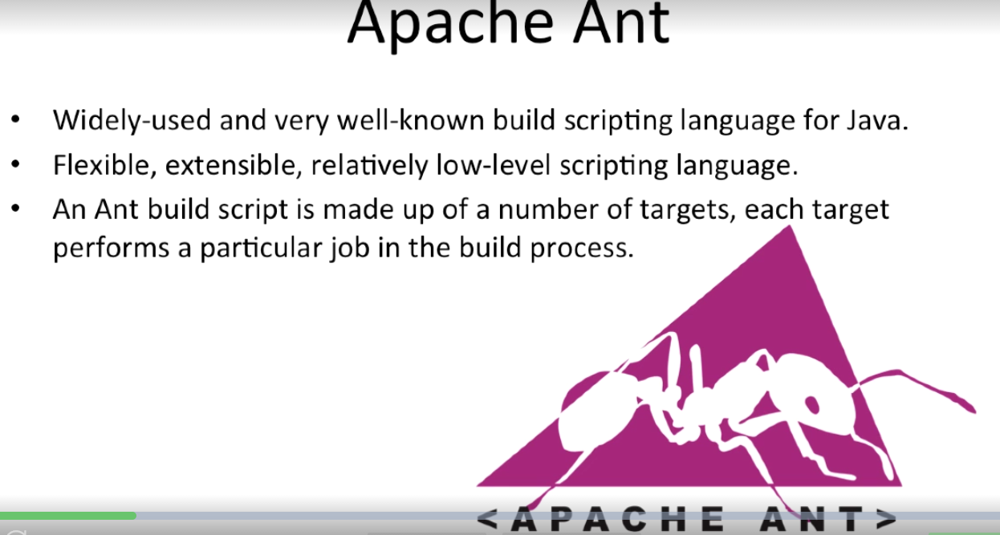 Apache Ant
• Widely-used and very well-known build scripting language for Java.
• Flexible, extensible, relatively low-level scripting language.
• An Ant build script is made up of a number of targets, each target
performs a particular job in the build process.
<APACHE ANT>